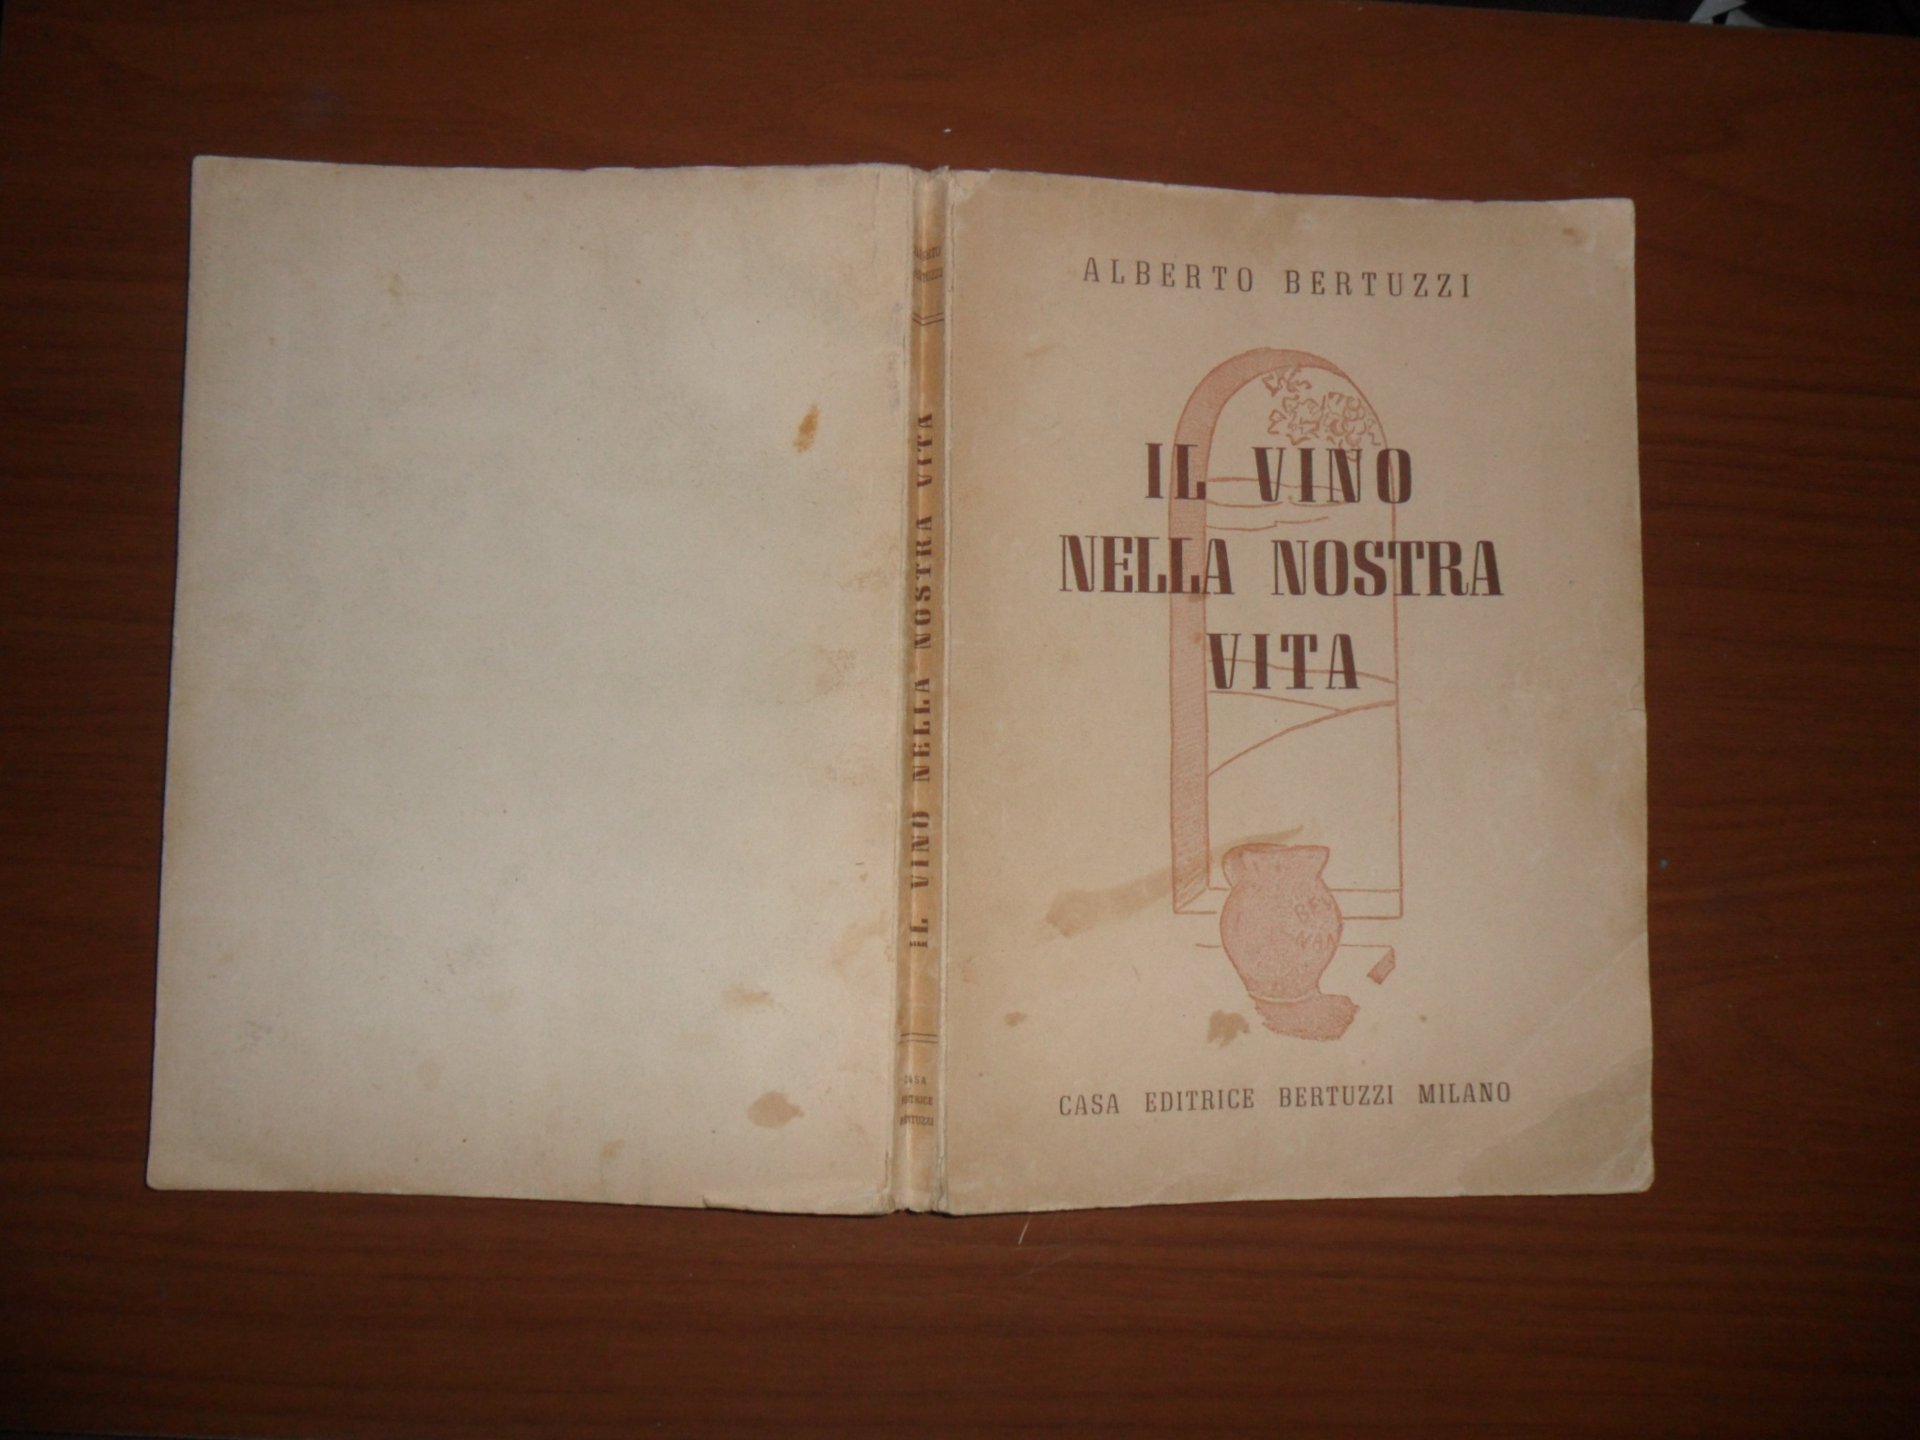 ALBERTO BERTUZZI
IL VINO
NELLA NOSTRA
VITA
CASA EDITRICE BERTUZZI MILANO
ALBERTO
BERTUZZI
IL VINO NELLA NOSTRA VITA
CASA
EDITRICE
BERTUZZI